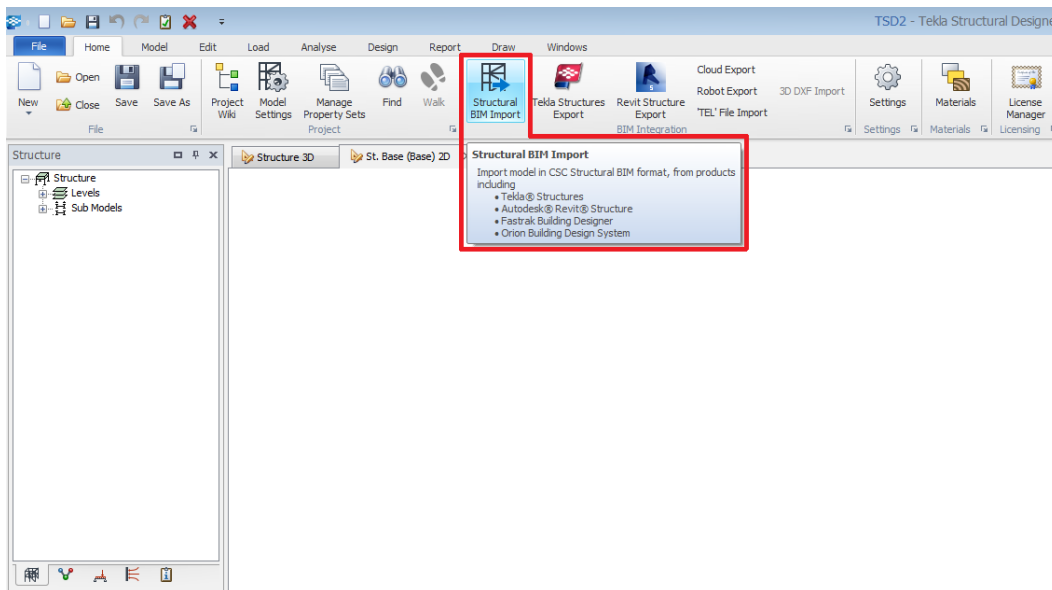 TSD2 - Tekla Structural Designe
File Home Model Edit Load Analyse Design Report Draw Windows
New
Open
Close
Save
Save As
File
Project Wiki
Model Settings
Manage Property Sets
Find
Walk
Project
Structural BIM Import
Tekla Structures Export
Revit Structure Export
Cloud Export
Robot Export
'TEL' File Import
3D DXF Import
BIM Integration
Settings
Settings
Materials
Materials
License Manager
Licensing
Structure
Structure
Levels
Sub Models
Structure 3D
St. Base (Base) 2D
Structural BIM Import
Import model in CSC Structural BIM format, from products
including
• Tekla® Structures
• Autodesk® Revit® Structure
• Fastrak Building Designer
• Orion Building Design System